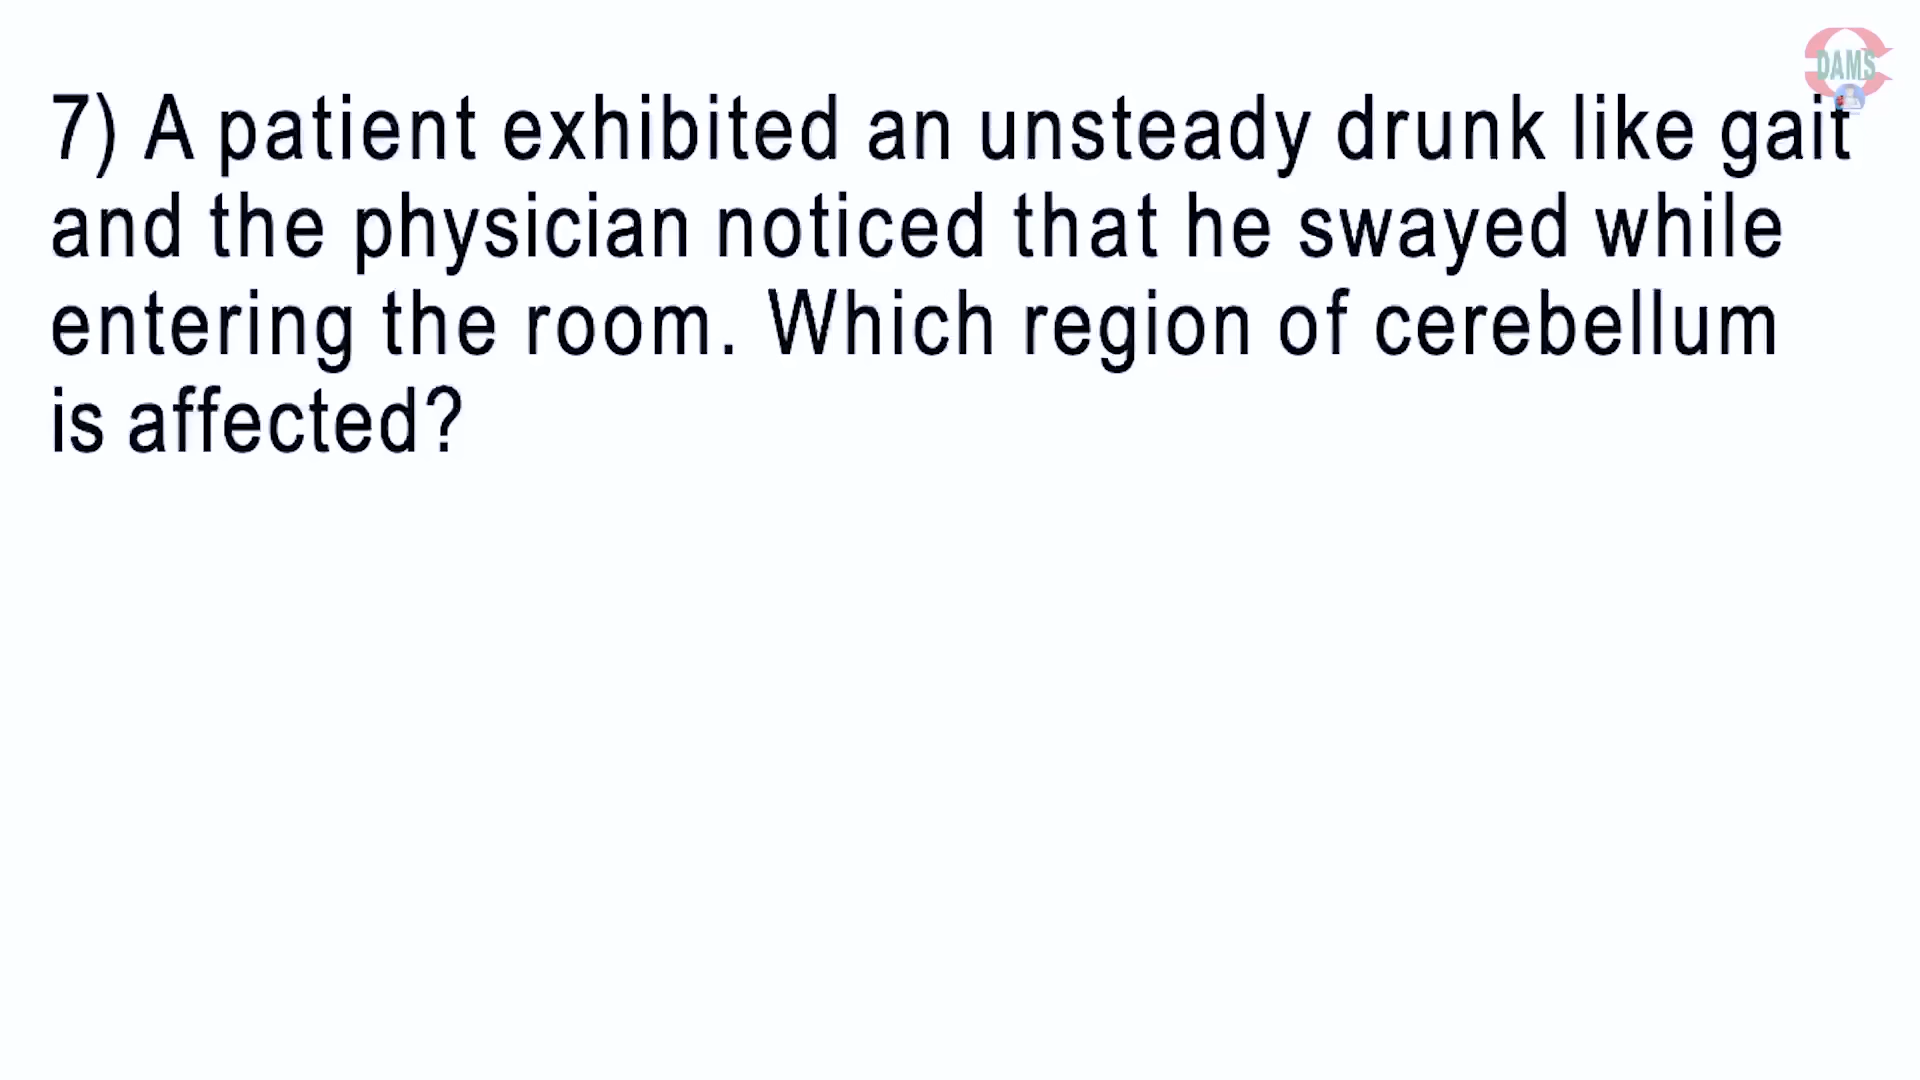 DAMS
7) A patient exhibited an unsteady drunk like gait
and the physician noticed that he swayed while
entering the room. Which region of cerebellum
is affected?